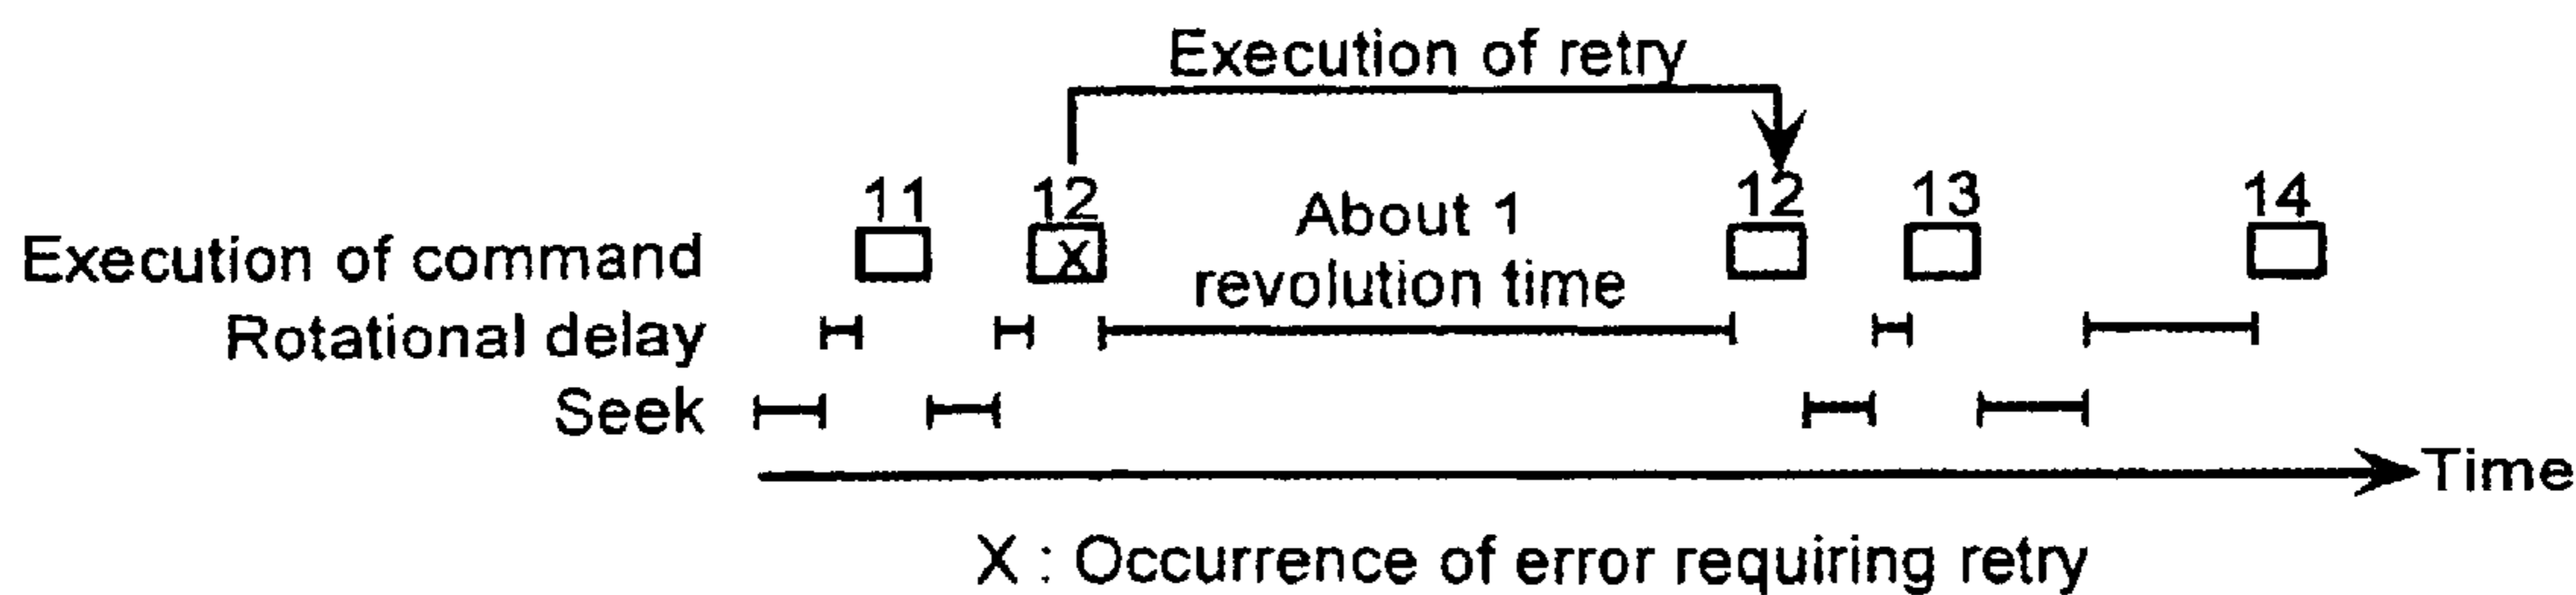 Execution of retry
11 12 12 13 14
X
About 1
revolution time
Execution of command
Rotational delay
Seek
Time
X : Occurrence of error requiring retry